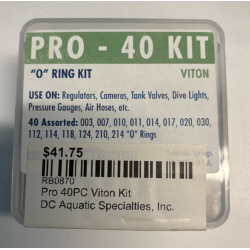 PRO - 40 KIT
"O" RING KIT VITON
USE ON: Regulators, Cameras, Tank Valves, Dive Lights,
Pressure Gauges, Air Hoses, etc.
40 Assorted: 003, 007, 010, 011, 014, 017, 020, 030,
112, 114, 11B, 124, 210, 214 "O" Rings
$41.75
RB0870
Pro 40PC Viton Kit
DC Aquatic Specialties, Inc.